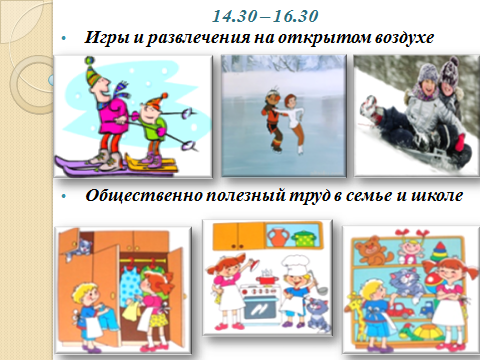 14.30 – 16.30
• Игры и развлечения на открытом воздухе
• Общественно полезный труд в семье и школе